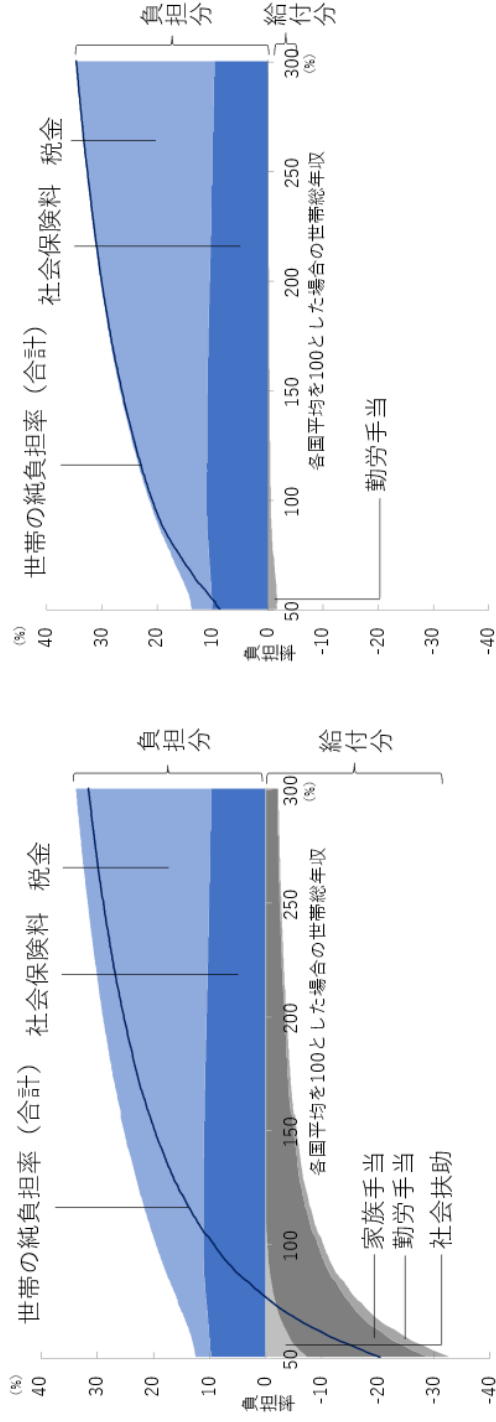 (%)
40
30
20
10
0
-10
-20
-30
-40
負担率
50
100
150
200
250
300
(%)
各国平均を100とした場合の世帯総年収
世帯の純負担率（合計）
社会保険料
税金
負担分
給付分
家族手当
勤労手当
社会扶助
(%)
40
30
20
10
0
-10
-20
-30
-40
負担率
50
100
150
200
250
300
(%)
各国平均を100とした場合の世帯総年収
世帯の純負担率（合計）
社会保険料
税金
負担分
給付分
勤労手当